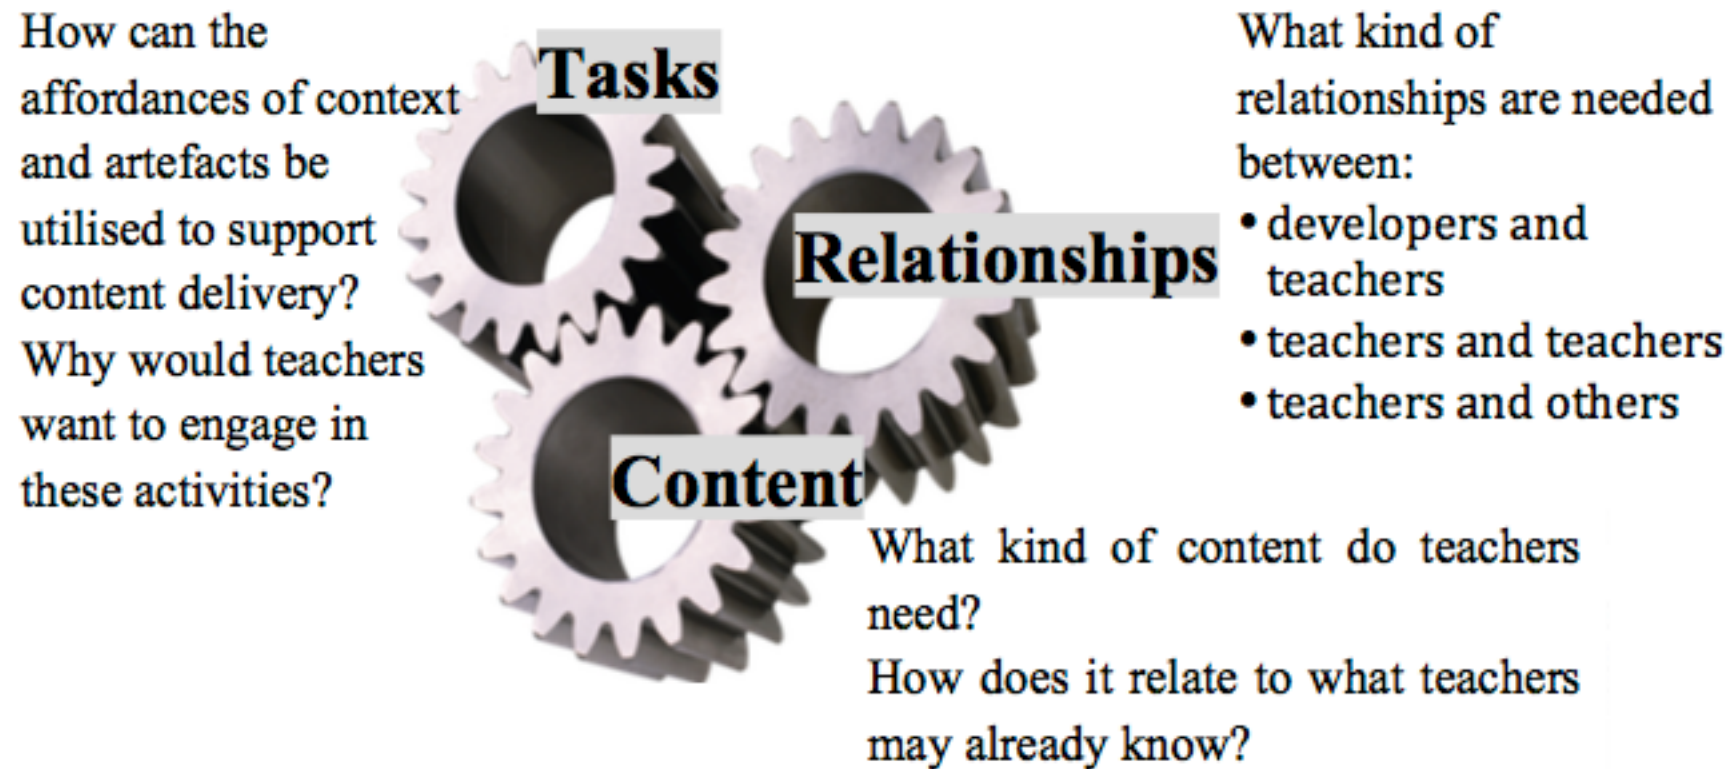 How can the
affordances of context
and artefacts be
utilised to support
content delivery?
Why would teachers
want to engage in
these activities?
Tasks
Relationships
Content
What kind of
relationships are needed
between:
• developers and
teachers
• teachers and teachers
• teachers and others
What kind of content do teachers
need?
How does it relate to what teachers
may already know?